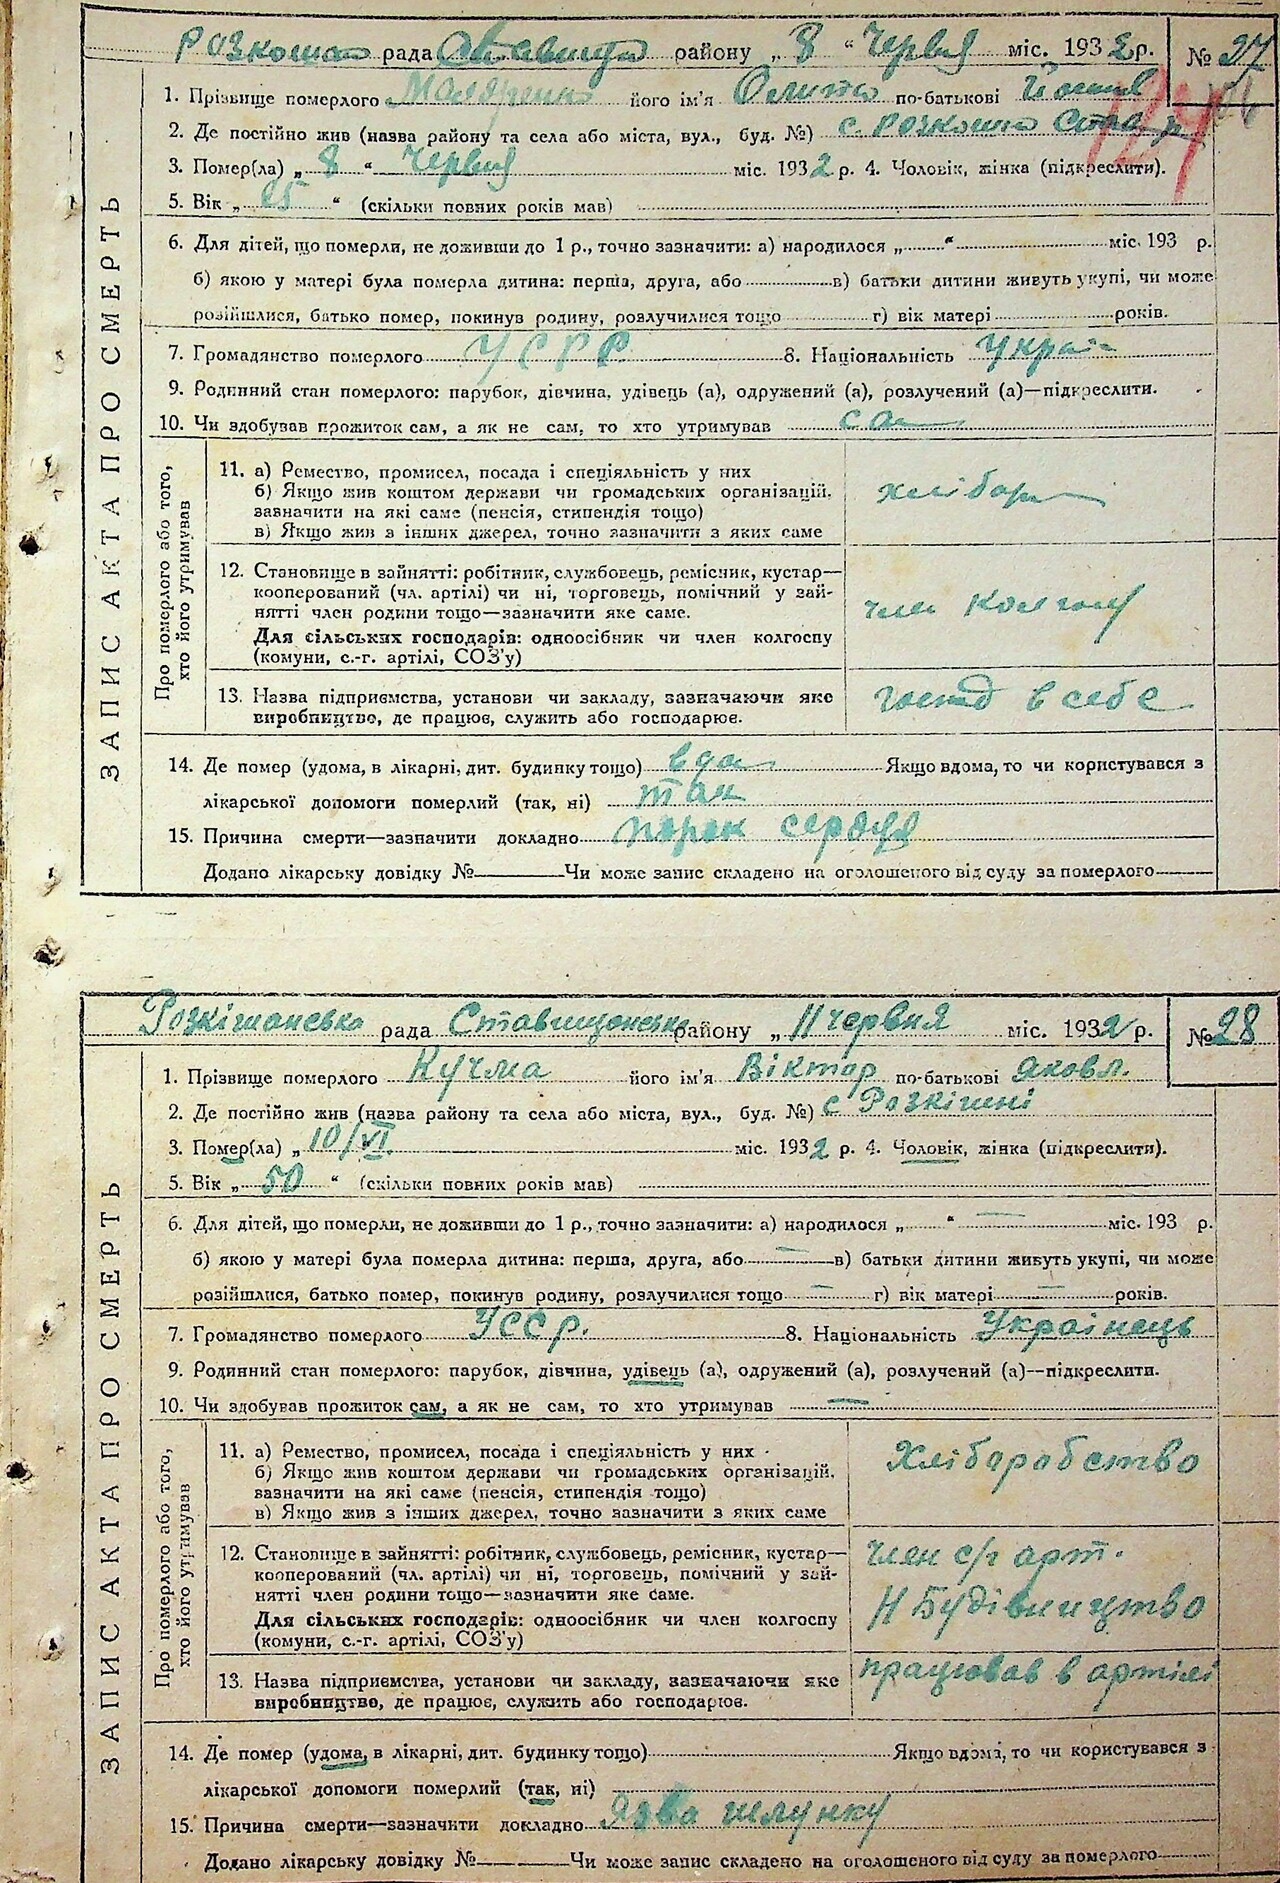 Розкошан рада Ставищан району „ 8 “ Червня міс. 1932 р. № 27
1. Прізвище померлого його ім'я по-батькові
2. Де постійно жив (назва району та села або міста, вул., буд. №) с. Розкошна Став. р
3. Помер(ла) „ 8 “ Червня міс. 1932 р. 4. Чоловік, жінка (підкреслити).
5. Вік „ “ (скільки повних років мав)
6. Для дітей, що померли, не доживши до 1 р., точно зазначити: а) народилося „ “ міс. 193 р.
б) якою у матері була померла дитина: перша, друга, або в) батьки дитини живуть укупі, чи може
розійшлися, батько помер, покинув родину, розлучилися тощо г) вік матері років.
7. Громадянство померлого УСРР 8. Національність Украї
9. Родинний стан померлого: парубок, дівчина, удівець (а), одружений (а), розлучений (а)—підкреслити.
10. Чи здобував прожиток сам, а як не сам, то хто утримував сам
ЗАПИС АКТА ПРО СМЕРТЬ
Про померлого або того,
хто його утримував
11. а) Ремество, промисел, посада і спеціяльність у них
б) Якщо жив коштом держави чи громадських організацій,
зазначити на які саме (пенсія, стипендія тощо)
в) Якщо жив з інших джерел, точно зазначити з яких саме
хлібороб
12. Становище в зайнятті: робітник, службовець, ремісник, кустар—
кооперований (чл. артілі) чи ні, торговець, помічний у зай-
нятті член родини тощо—зазначити яке саме.
Для сільських господарів: одноосібник чи член колгоспу
(комуни, с.-г. артілі, СОЗ'у)
член колгоспу
13. Назва підприємства, установи чи закладу, зазначаючи яке
виробництво, де працює, служить або господарює.
господ в себе
14. Де помер (удома, в лікарні, дит. будинку тощо) вдома Якщо вдома, то чи користувався з
лікарської допомоги померлий (так, ні) так
15. Причина смерти—зазначити докладно порок сердця
Додано лікарську довідку № Чи може запис складено на оголошеного від суду за померлого
Розкішанська рада Ставищанськ району „ 11 Червня міс. 1932 р. № 28
1. Прізвище померлого Кучма його ім'я Віктор по-батькові Яковл.
2. Де постійно жив (назва району та села або міста, вул., буд. №) с Розкішні
3. Помер(ла) „ 10/VI. міс. 1932 р. 4. Чоловік, жінка (підкреслити).
5. Вік „ 50 “ (скільки повних років мав)
6. Для дітей, що померли, не доживши до 1 р., точно зазначити: а) народилося „ “ — міс. 193 р.
б) якою у матері була померла дитина: перша, друга, або — в) батьки дитини живуть укупі, чи може
розійшлися, батько помер, покинув родину, розлучилися тощо — г) вік матері — років.
7. Громадянство померлого УССР. 8. Національність Українець
9. Родинний стан померлого: парубок, дівчина, удівець (а), одружений (а), розлучений (а)—підкреслити.
10. Чи здобував прожиток сам, а як не сам, то хто утримував —
ЗАПИС АКТА ПРО СМЕРТЬ
Про померлого або того,
хто його утримував
11. а) Ремество, промисел, посада і спеціяльність у них
б) Якщо жив коштом держави чи громадських організацій,
зазначити на які саме (пенсія, стипендія тощо)
в) Якщо жив з інших джерел, точно зазначити з яких саме
Хліборобство
12. Становище в зайнятті: робітник, службовець, ремісник, кустар—
кооперований (чл. артілі) чи ні, торговець, помічний у зай-
нятті член родини тощо—зазначити яке саме.
Для сільських господарів: одноосібник чи член колгоспу
(комуни, с.-г. артілі, СОЗ'у)
Член с/г арт.
Н Будівництво
13. Назва підприємства, установи чи закладу, зазначаючи яке
виробництво, де працює, служить або господарює.
працював в артілі
14. Де помер (удома, в лікарні, дит. будинку тощо) Якщо вдома, то чи користувався з
лікарської допомоги померлий (так, ні)
15. Причина смерти—зазначити докладно Язва шлунку
Додано лікарську довідку № Чи може запис складено на оголошеного від суду за померлого